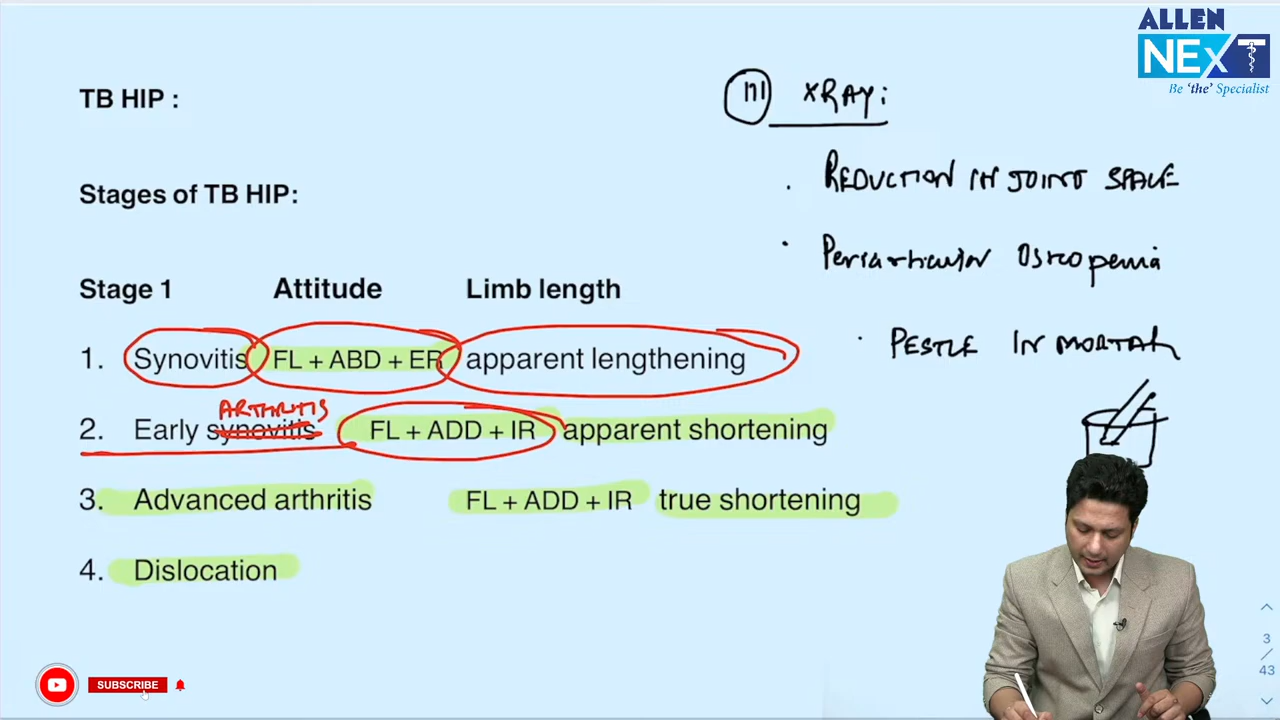 ALLEN
NEXT
Be 'the' Specialist
TB HIP :
Stages of TB HIP:
Stage 1 Attitude Limb length
1. Synovitis FL + ABD + ER apparent lengthening
ARTHRITIS
2. Early synovitis FL + ADD + IR apparent shortening
3. Advanced arthritis FL + ADD + IR true shortening
4. Dislocation
XRAY:
REDUCTION IN JOINT SPACE
Periarticular Osteopenia
PESTLE IN MORTAR
3
/
43
SUBSCRIBE